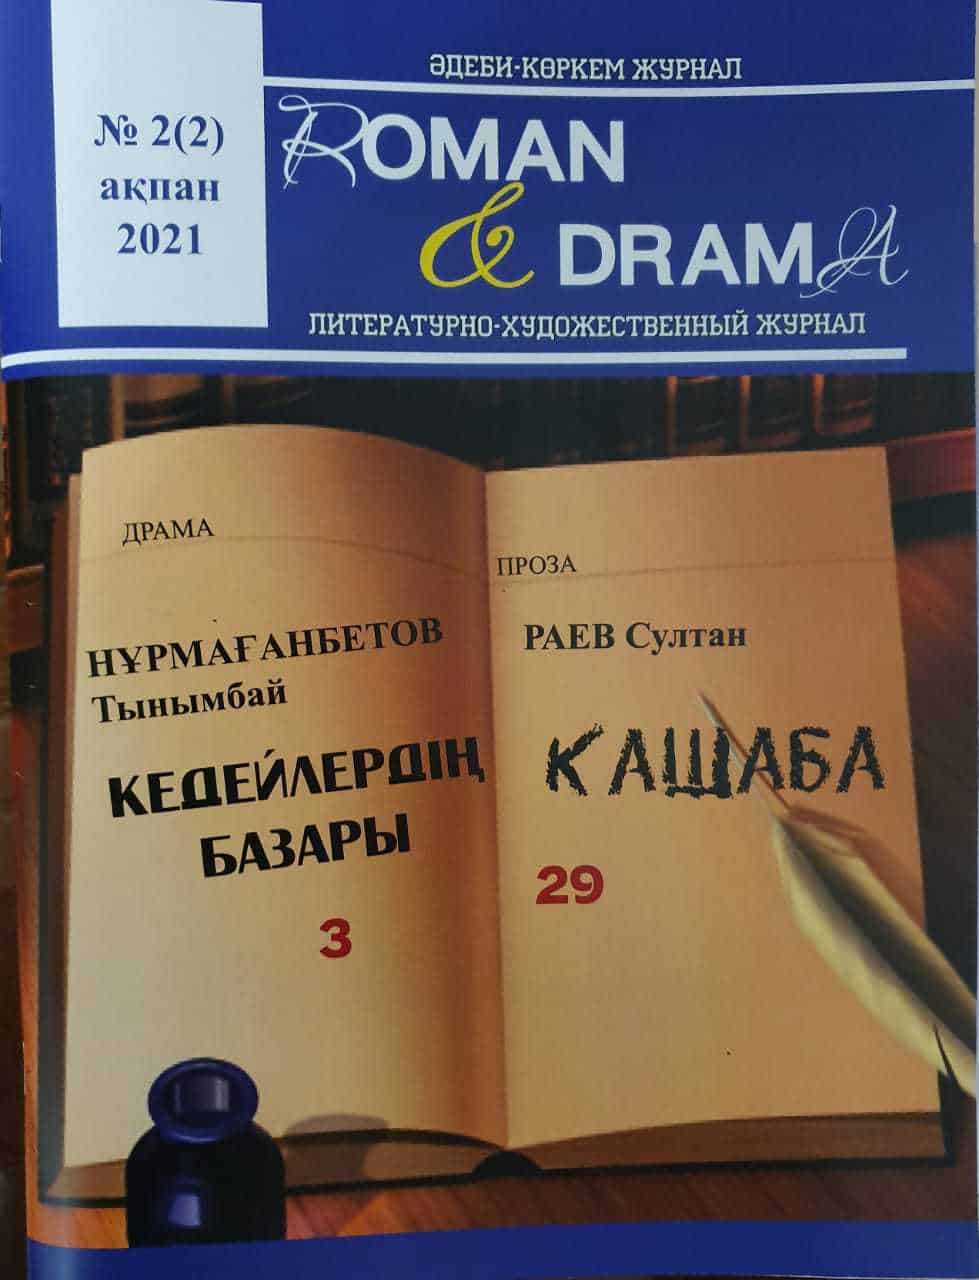 ӘДЕБИ-КӨРКЕМ ЖУРНАЛ
№ 2(2)
ақпан
2021
ROMAN
& DRAMA
ЛИТЕРАТУРНО-ХУДОЖЕСТВЕННЫЙ ЖУРНАЛ
ДРАМА
НҰРМАҒАНБЕТОВ
Тынымбай
КЕДЕЙЛЕРДІҢ
БАЗАРЫ
3
ПРОЗА
РАЕВ Султан
КАШАБА
29